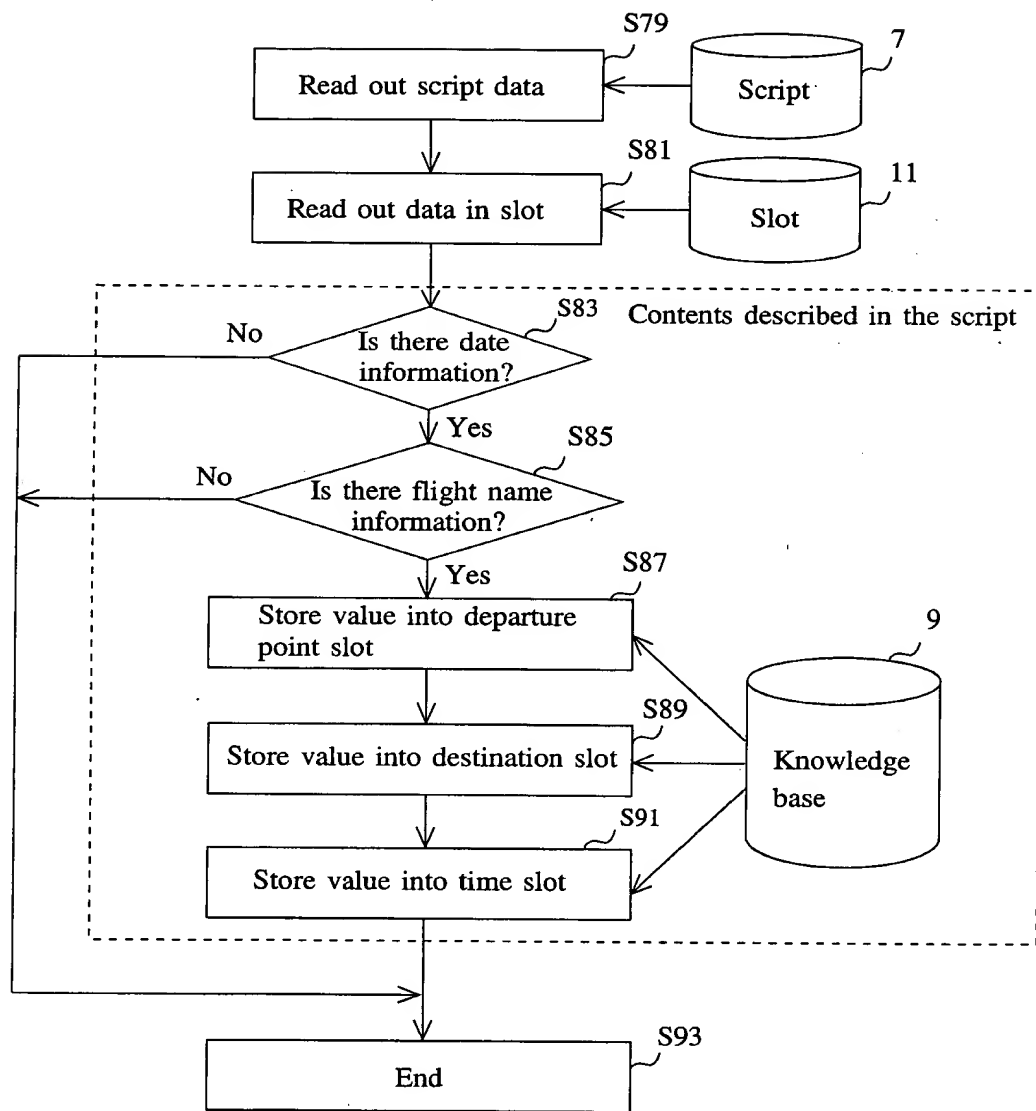 S79
7
Read out script data
Script
S81
11
Read out data in slot
Slot
S83
Contents described in the script
No
Is there date
information?
Yes
S85
No
Is there flight name
information?
Yes
S87
Store value into departure
point slot
9
S89
Store value into destination slot
Knowledge
base
S91
Store value into time slot
S93
End